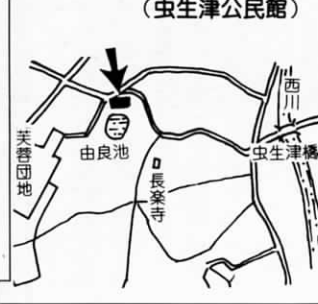 (虫生津公民館)
西川
芙蓉団地
由良池
長楽寺
虫生津橋